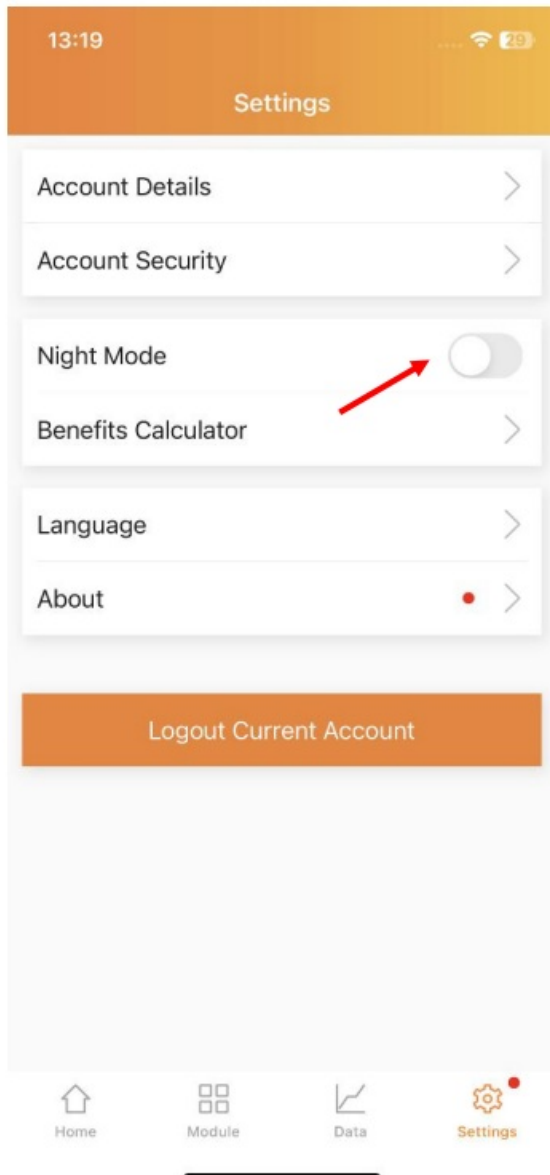 13:19
29
Settings
Account Details
Account Security
Night Mode
Benefits Calculator
Language
About
Logout Current Account
Home
Module
Data
Settings